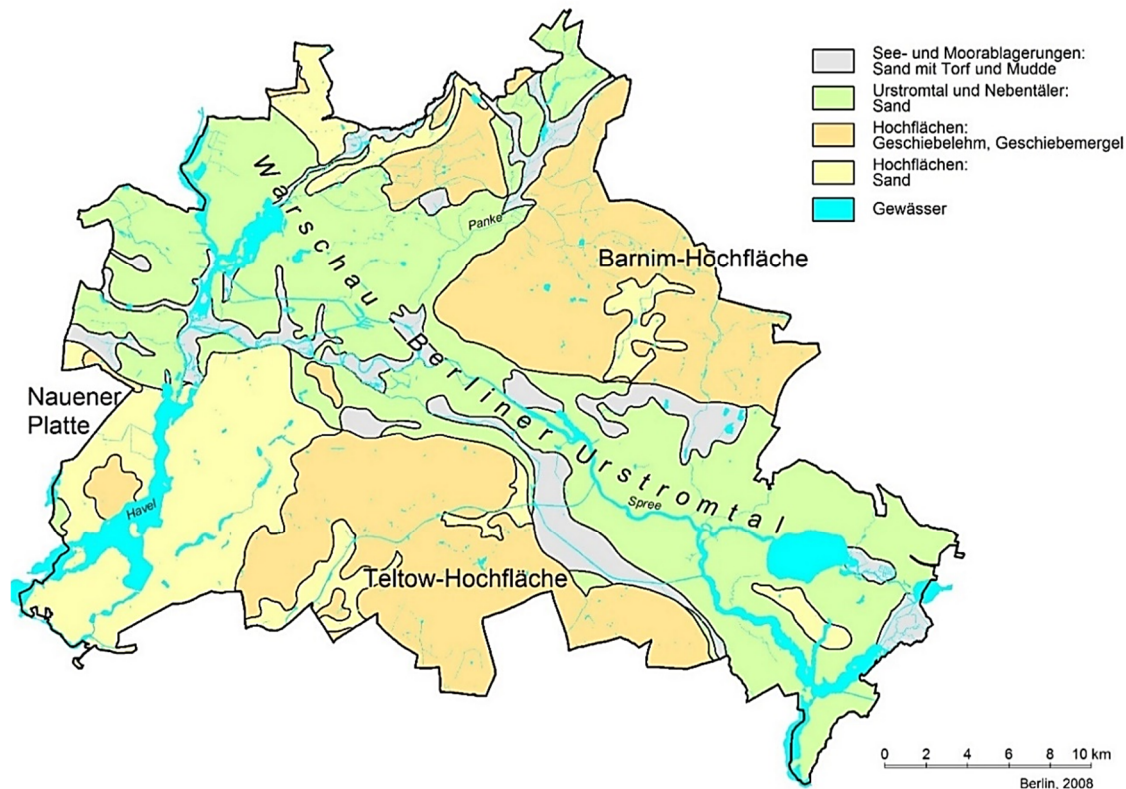 See- und Moorablagerungen:
Sand mit Torf und Mudde
Urstromtal und Nebentäler:
Sand
Hochflächen:
Geschiebelehm, Geschiebemergel
Hochflächen:
Sand
Gewässer
Panke
Barnim-Hochfläche
Warschau Berliner Urstromtal
Nauener
Platte
Havel
Spree
Teltow-Hochfläche
0 2 4 6 8 10 km
Berlin, 2008